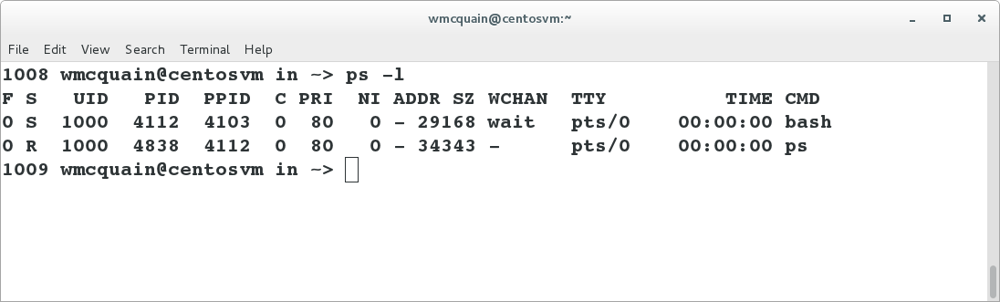 wmcquain@centosvm:~
File Edit View Search Terminal Help
1008 wmcquain@centosvm in ~> ps -l
F S   UID   PID  PPID  C PRI  NI ADDR SZ WCHAN  TTY          TIME CMD
0 S  1000  4112  4103  0  80   0 - 29168 wait   pts/0    00:00:00 bash
0 R  1000  4838  4112  0  80   0 - 34343 -      pts/0    00:00:00 ps
1009 wmcquain@centosvm in ~>